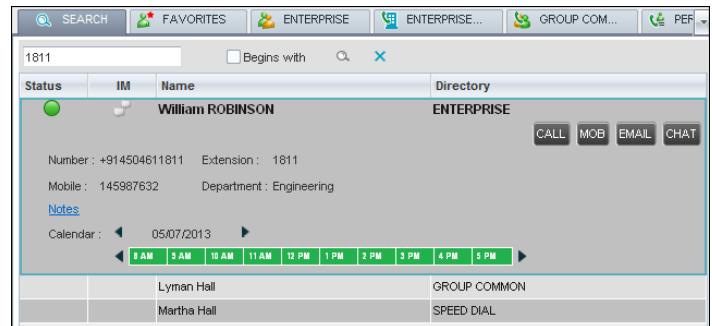 SEARCH FAVORITES ENTERPRISE ENTERPRISE... GROUP COM... PER
1811 Begins with
Status IM Name Directory
William ROBINSON ENTERPRISE
CALL MOB EMAIL CHAT
Number : +914504611811 Extension : 1811
Mobile : 145987632 Department : Engineering
Notes
Calendar : 05/07/2013
8 AM 9 AM 10 AM 11 AM 12 PM 1 PM 2 PM 3 PM 4 PM 5 PM
Lyman Hall GROUP COMMON
Martha Hall SPEED DIAL